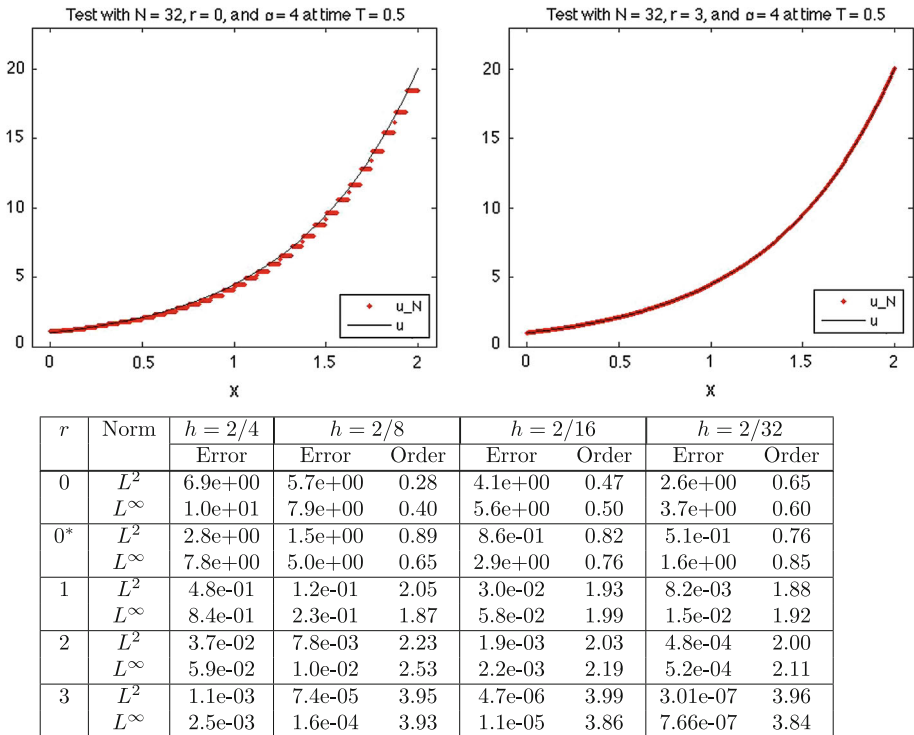 Test with N = 32, r = 0, and ø = 4 at time T = 0.5
20
15
10
5
0
0 0.5 1 1.5 2
x
u_N
u
Test with N = 32, r = 3, and ø = 4 at time T = 0.5
20
15
10
5
0
0 0.5 1 1.5 2
x
u_N
u
r Norm h = 2/4 h = 2/8 h = 2/16 h = 2/32
Error Error Order Error Order Error Order
0 L² 6.9e+00 5.7e+00 0.28 4.1e+00 0.47 2.6e+00 0.65
L∞ 1.0e+01 7.9e+00 0.40 5.6e+00 0.50 3.7e+00 0.60
0* L² 2.8e+00 1.5e+00 0.89 8.6e-01 0.82 5.1e-01 0.76
L∞ 7.8e+00 5.0e+00 0.65 2.9e+00 0.76 1.6e+00 0.85
1 L² 4.8e-01 1.2e-01 2.05 3.0e-02 1.93 8.2e-03 1.88
L∞ 8.4e-01 2.3e-01 1.87 5.8e-02 1.99 1.5e-02 1.92
2 L² 3.7e-02 7.8e-03 2.23 1.9e-03 2.03 4.8e-04 2.00
L∞ 5.9e-02 1.0e-02 2.53 2.2e-03 2.19 5.2e-04 2.11
3 L² 1.1e-03 7.4e-05 3.95 4.7e-06 3.99 3.01e-07 3.96
L∞ 2.5e-03 1.6e-04 3.93 1.1e-05 3.86 7.66e-07 3.84